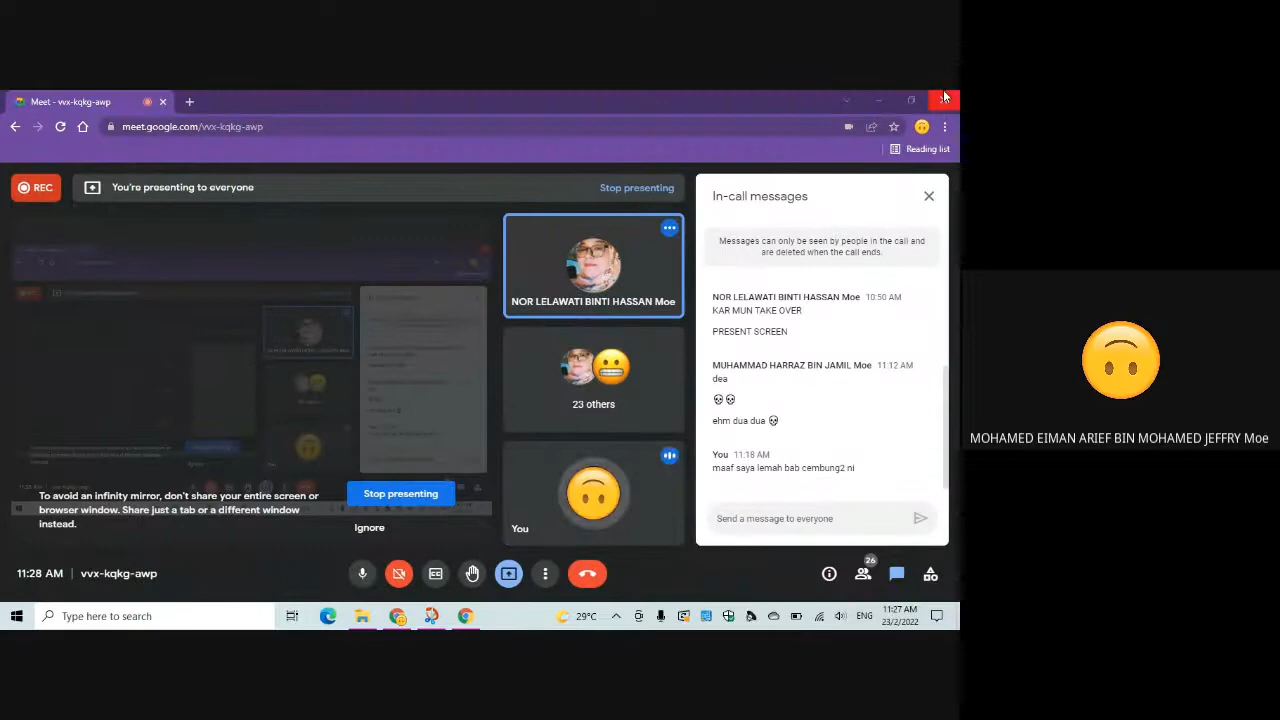 Meet - vvx-kqkg-awp
meet.google.com/vvx-kqkg-awp
Reading list
REC
You're presenting to everyone
Stop presenting
In-call messages
Messages can only be seen by people in the call and
are deleted when the call ends.
NOR LELAWATI BINTI HASSAN Moe 10:50 AM
KAR MUN TAKE OVER
PRESENT SCREEN
MUHAMMAD HARRAZ BIN JAMIL Moe 11:12 AM
dea
💀💀
ehm dua dua 💀
You 11:18 AM
maaf saya lemah bab cembung2 ni
Send a message to everyone
NOR LELAWATI BINTI HASSAN Moe
23 others
You
To avoid an infinity mirror, don't share your entire screen or
browser window. Share just a tab or a different window
instead.
Stop presenting
Ignore
MOHAMED EIMAN ARIEF BIN MOHAMED JEFFRY Moe
11:28 AM | vvx-kqkg-awp
26
Type here to search
29°C
ENG
11:27 AM
23/2/2022